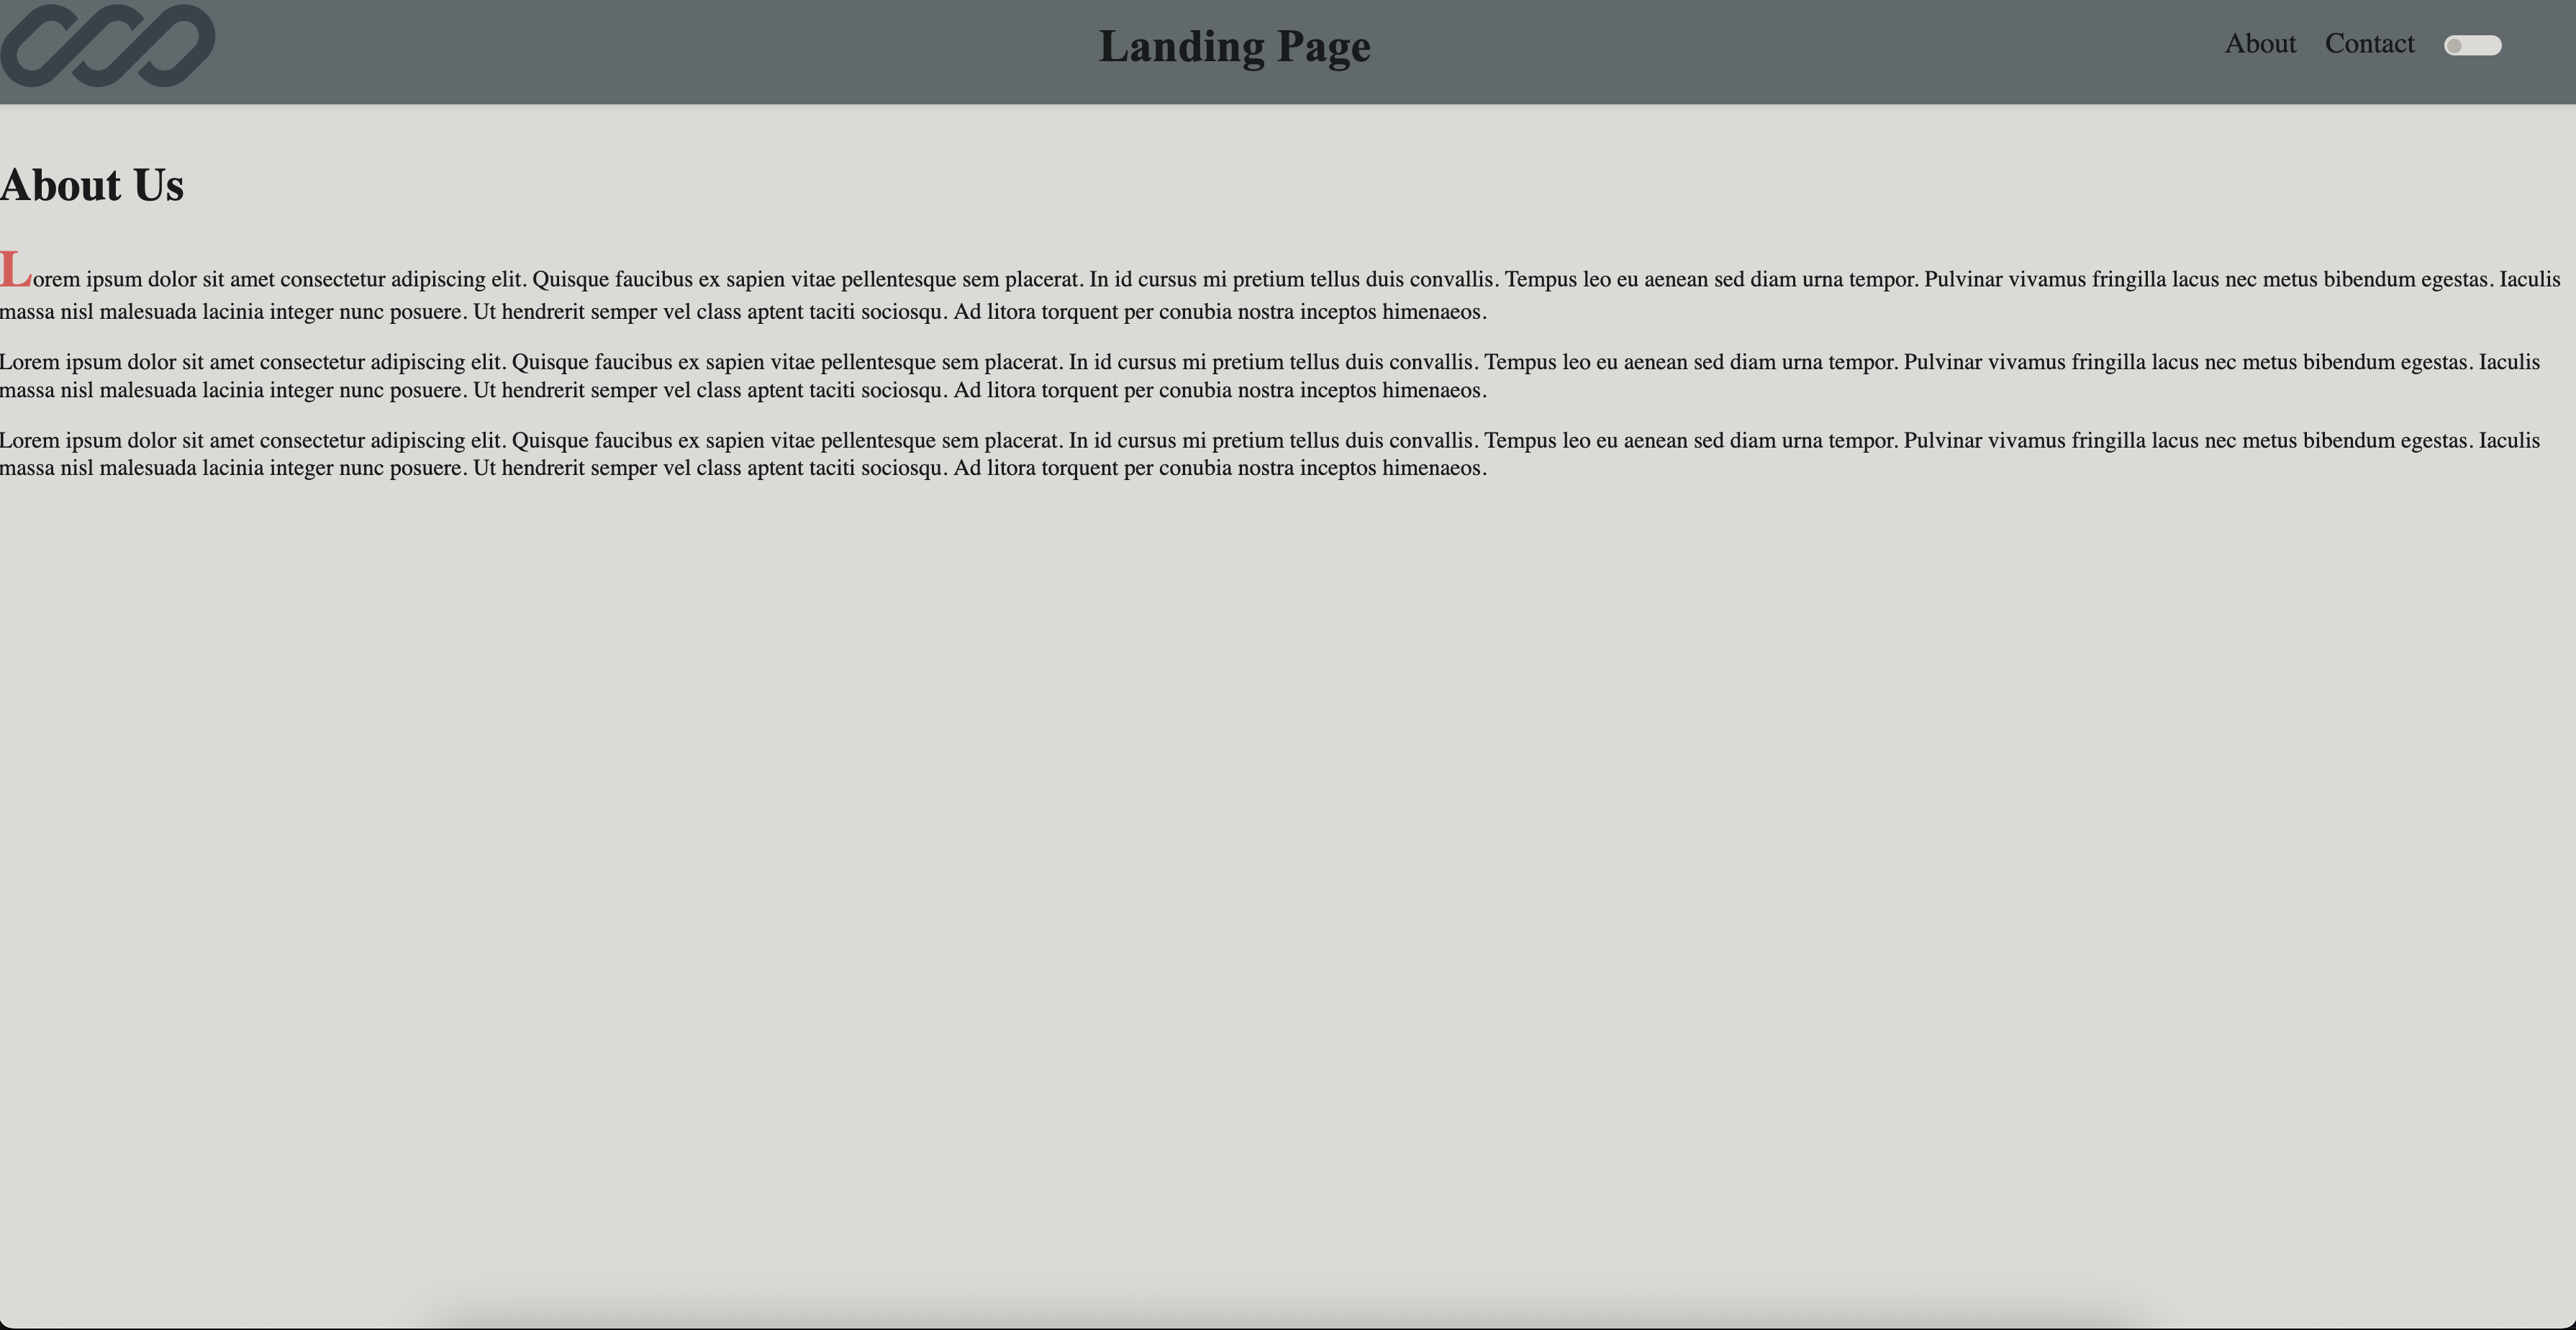 Landing Page
About Contact
About Us
Lorem ipsum dolor sit amet consectetur adipiscing elit. Quisque faucibus ex sapien vitae pellentesque sem placerat. In id cursus mi pretium tellus duis convallis. Tempus leo eu aenean sed diam urna tempor. Pulvinar vivamus fringilla lacus nec metus bibendum egestas. Iaculis
massa nisl malesuada lacinia integer nunc posuere. Ut hendrerit semper vel class aptent taciti sociosqu. Ad litora torquent per conubia nostra inceptos himenaeos.
Lorem ipsum dolor sit amet consectetur adipiscing elit. Quisque faucibus ex sapien vitae pellentesque sem placerat. In id cursus mi pretium tellus duis convallis. Tempus leo eu aenean sed diam urna tempor. Pulvinar vivamus fringilla lacus nec metus bibendum egestas. Iaculis
massa nisl malesuada lacinia integer nunc posuere. Ut hendrerit semper vel class aptent taciti sociosqu. Ad litora torquent per conubia nostra inceptos himenaeos.
Lorem ipsum dolor sit amet consectetur adipiscing elit. Quisque faucibus ex sapien vitae pellentesque sem placerat. In id cursus mi pretium tellus duis convallis. Tempus leo eu aenean sed diam urna tempor. Pulvinar vivamus fringilla lacus nec metus bibendum egestas. Iaculis
massa nisl malesuada lacinia integer nunc posuere. Ut hendrerit semper vel class aptent taciti sociosqu. Ad litora torquent per conubia nostra inceptos himenaeos.